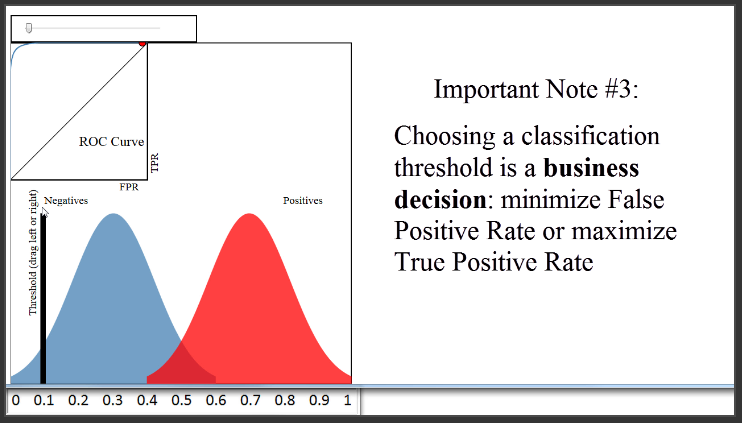 ROC Curve
TPR
FPR
Negatives
Positives
Threshold (drag left or right)
0 0.1 0.2 0.3 0.4 0.5 0.6 0.7 0.8 0.9 1
Important Note #3:
Choosing a classification
threshold is a business
decision: minimize False
Positive Rate or maximize
True Positive Rate